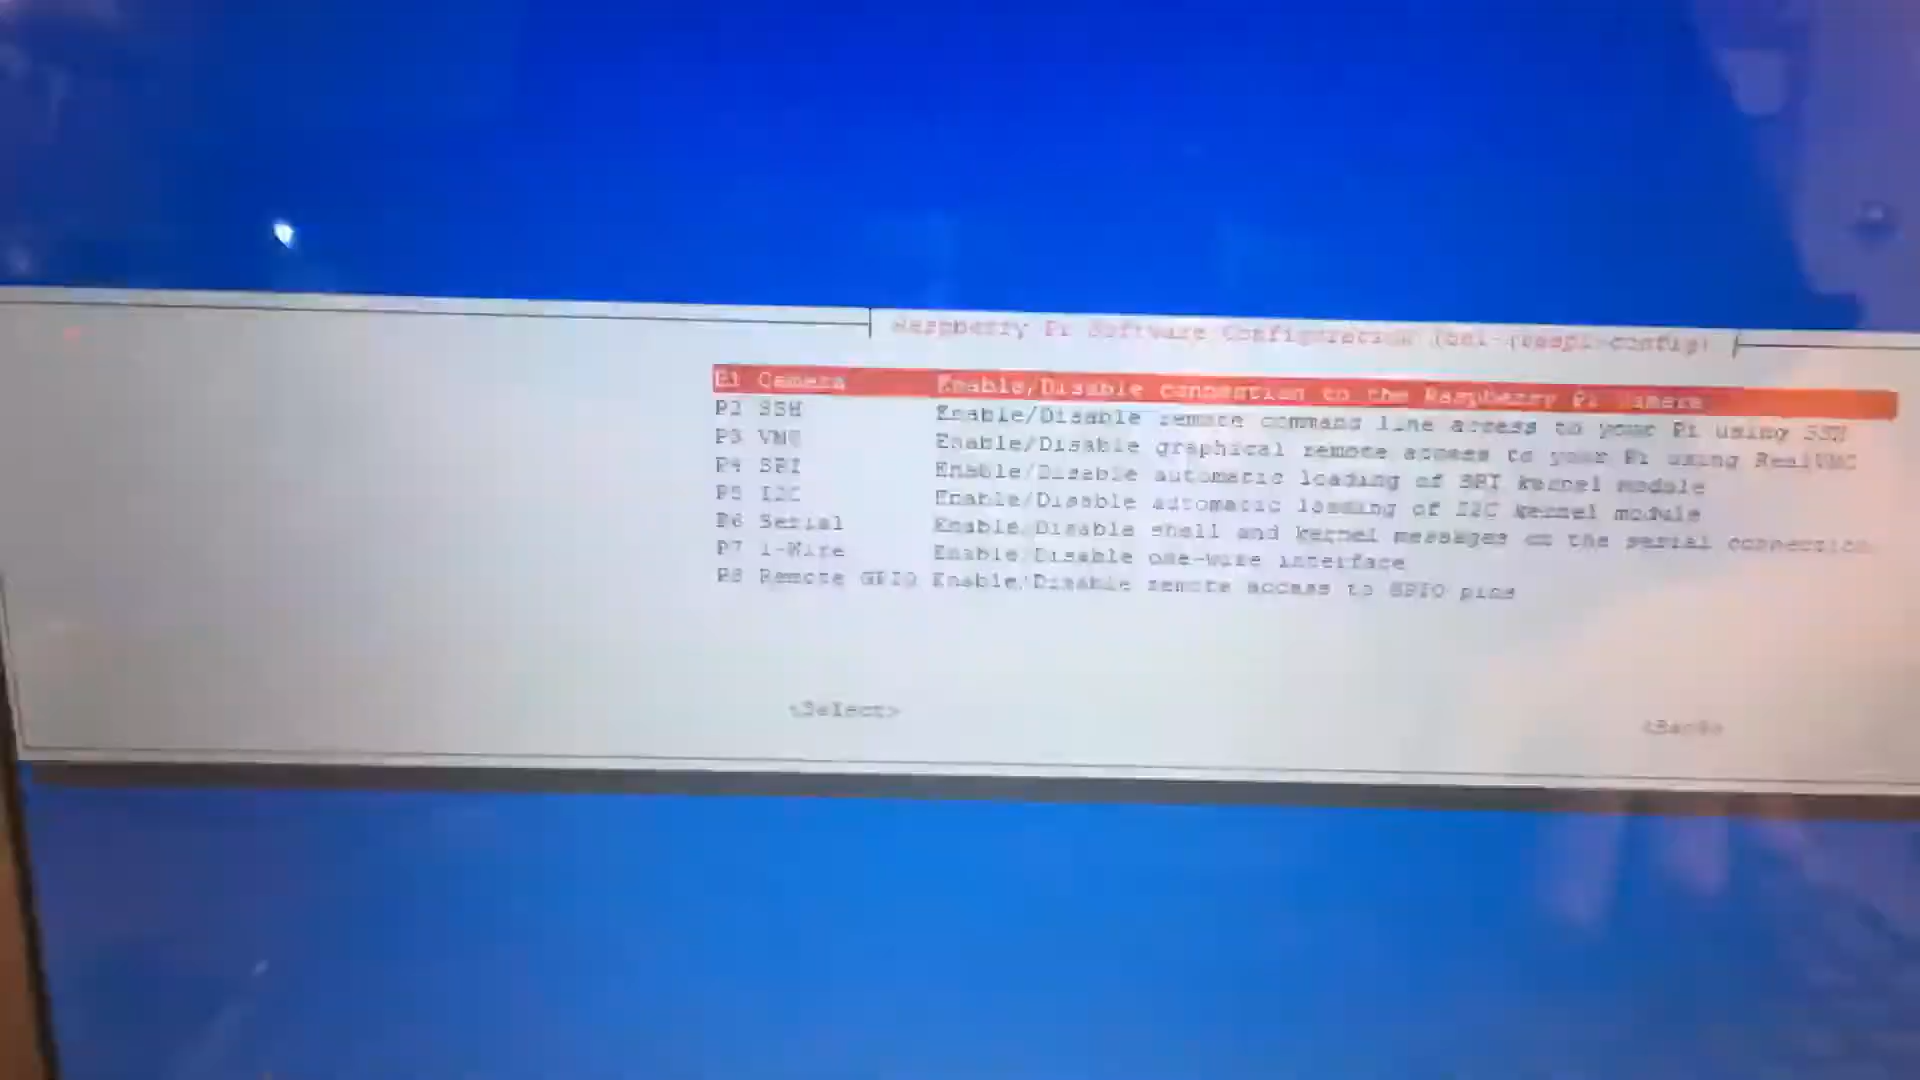 Raspberry Pi Software Configuration Tool (raspi-config)
P1 Camera Enable/Disable connection to the Raspberry Pi Camera
P2 SSH Enable/Disable remote command line access to your Pi using SSH
P3 VNC Enable/Disable graphical remote access to your Pi using RealVNC
P4 SPI Enable/Disable automatic loading of SPI kernel module
P5 I2C Enable/Disable automatic loading of I2C kernel module
P6 Serial Enable/Disable shell and kernel messages on the serial connection
P7 1-Wire Enable/Disable one-wire interface
P8 Remote GPIO Enable/Disable remote access to GPIO pins
<Select>
<Back>